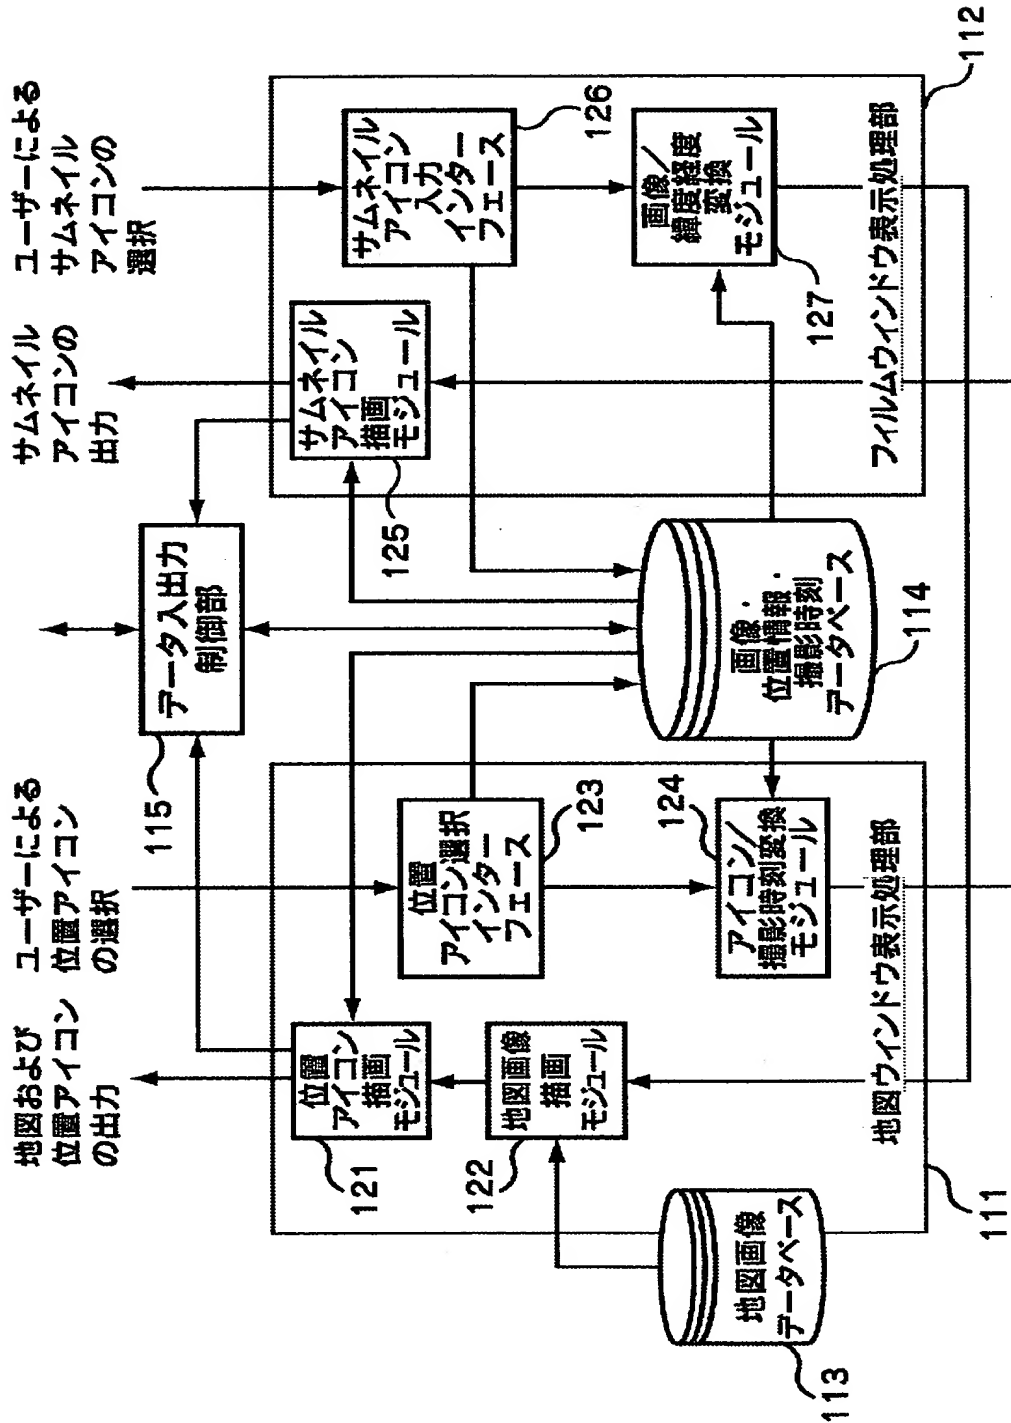 地図および
位置アイコン
の出力
ユーザーによる
位置アイコン
の選択
サムネイル
アイコンの
出力
ユーザーによる
サムネイル
アイコンの
選択
115
データ入出力
制御部
121
位置
アイコン
描画
モジュール
122
地図画像
描画
モジュール
位置
アイコン選択
インター
フェース
123
124
アイコン/
撮影時刻変換
モジュール
地図ウィンドウ表示処理部
111
113
地図画像
データベース
画像・
位置情報・
撮影時刻
データベース
114
125
サムネイル
アイコン
描画
モジュール
サムネイル
アイコン
入力
インター
フェース
126
画像/
緯度経度
変換
モジュール
127
フィルムウィンドウ表示処理部
112